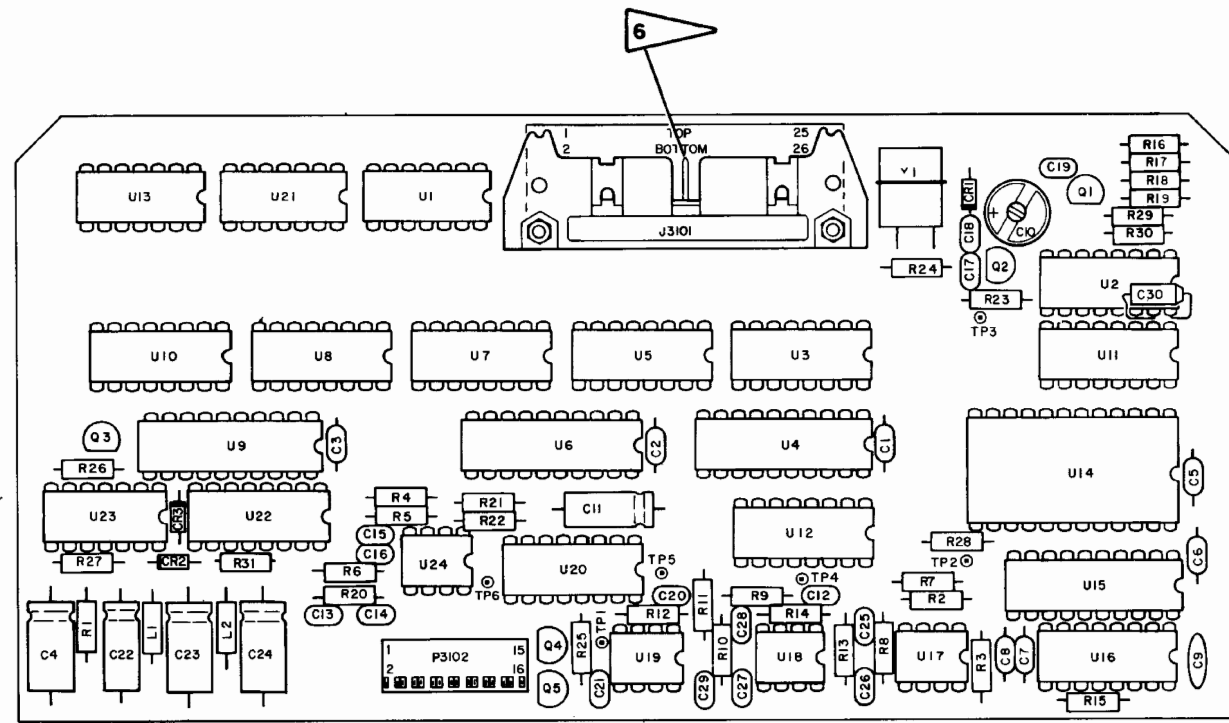 6
1 TOP 25
2 BOTTOM 26
J3101
U13 U21 U1
Y1
CR1
C19
Q1
C10
R16
R17
R18
R19
R29
R30
C18
C17
Q2
R24
R23
TP3
U2
C30
U10 U8 U7 U5 U3 U11
Q3
U9 C3 U6 C2 U4 C1
U14 C5
R26
U23 CR3 U22
R4
R5
R21
R22
C11
U12
R28
TP2
C6
R27 CR2 R31
C15
C16
U24
TP6
U20
TP5
TP4
R6
R20
C13 C14
C20
R12
R11
R9
R14
C12
R7
R2
U15
C4 R1 C22 L1 C23 L2 C24
1 15
P3102
2 16
Q4
Q5
R25
TP1
C21
U19
C29
R10
C28
C27
U18
R13
C25
C26
R8
U17
R3
C8
C7
U16
C9
R15